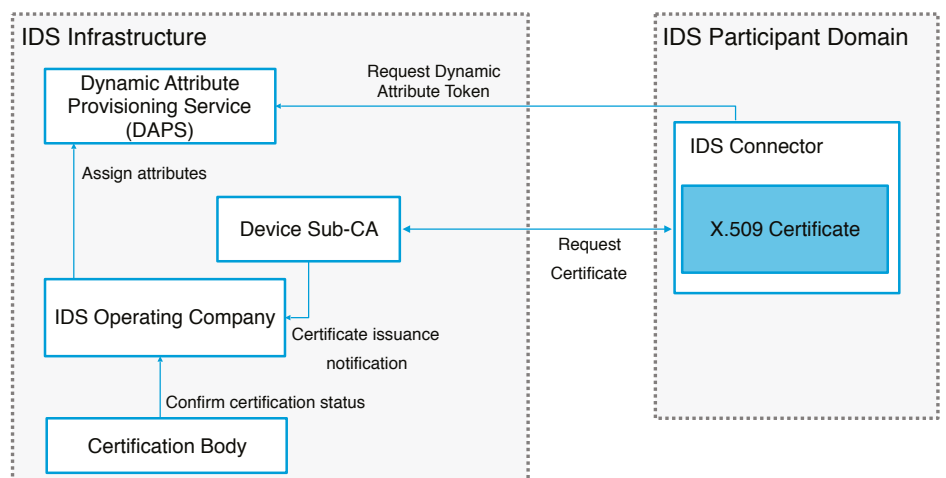 IDS Infrastructure
IDS Participant Domain
Dynamic Attribute
Provisioning Service
(DAPS)
Request Dynamic
Attribute Token
IDS Connector
X.509 Certificate
Assign attributes
Device Sub-CA
Request
Certificate
IDS Operating Company
Certificate issuance
notification
Confirm certification status
Certification Body